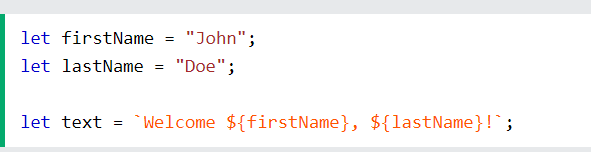 let firstName = "John";
let lastName = "Doe";
let text = `Welcome ${firstName}, ${lastName}!`;